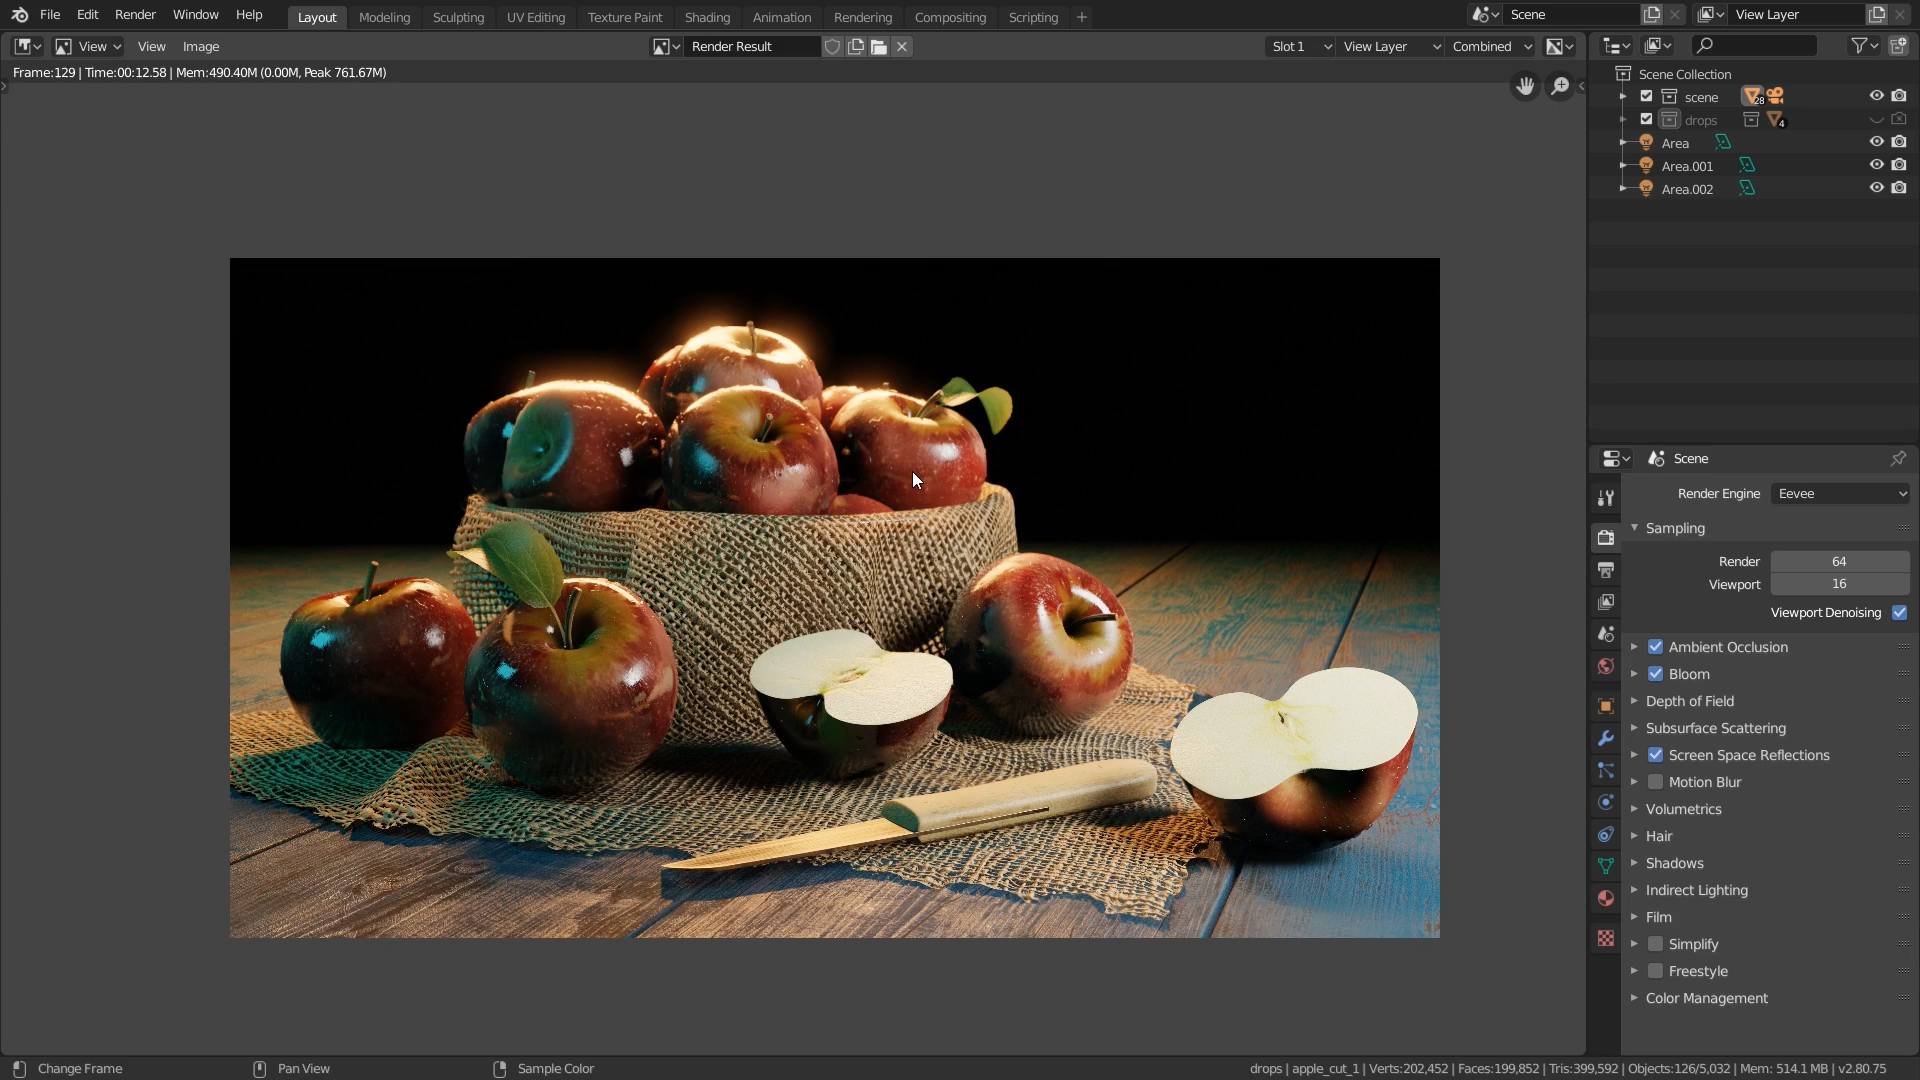 File Edit Render Window Help Layout Modeling Sculpting UV Editing Texture Paint Shading Animation Rendering Compositing Scripting + Scene View Layer
View View Image Render Result Slot 1 View Layer Combined
Frame:129 | Time:00:12.58 | Mem:490.40M (0.00M, Peak 761.67M)
Scene Collection
scene 28
drops 4
Area
Area.001
Area.002
Scene
Render Engine Eevee
Sampling
Render 64
Viewport 16
Viewport Denoising
Ambient Occlusion
Bloom
Depth of Field
Subsurface Scattering
Screen Space Reflections
Motion Blur
Volumetrics
Hair
Shadows
Indirect Lighting
Film
Simplify
Freestyle
Color Management
Change Frame Pan View Sample Color drops | apple_cut_1 | Verts:202,452 | Faces:199,852 | Tris:399,592 | Objects:126/5,032 | Mem: 514.1 MB | v2.80.75